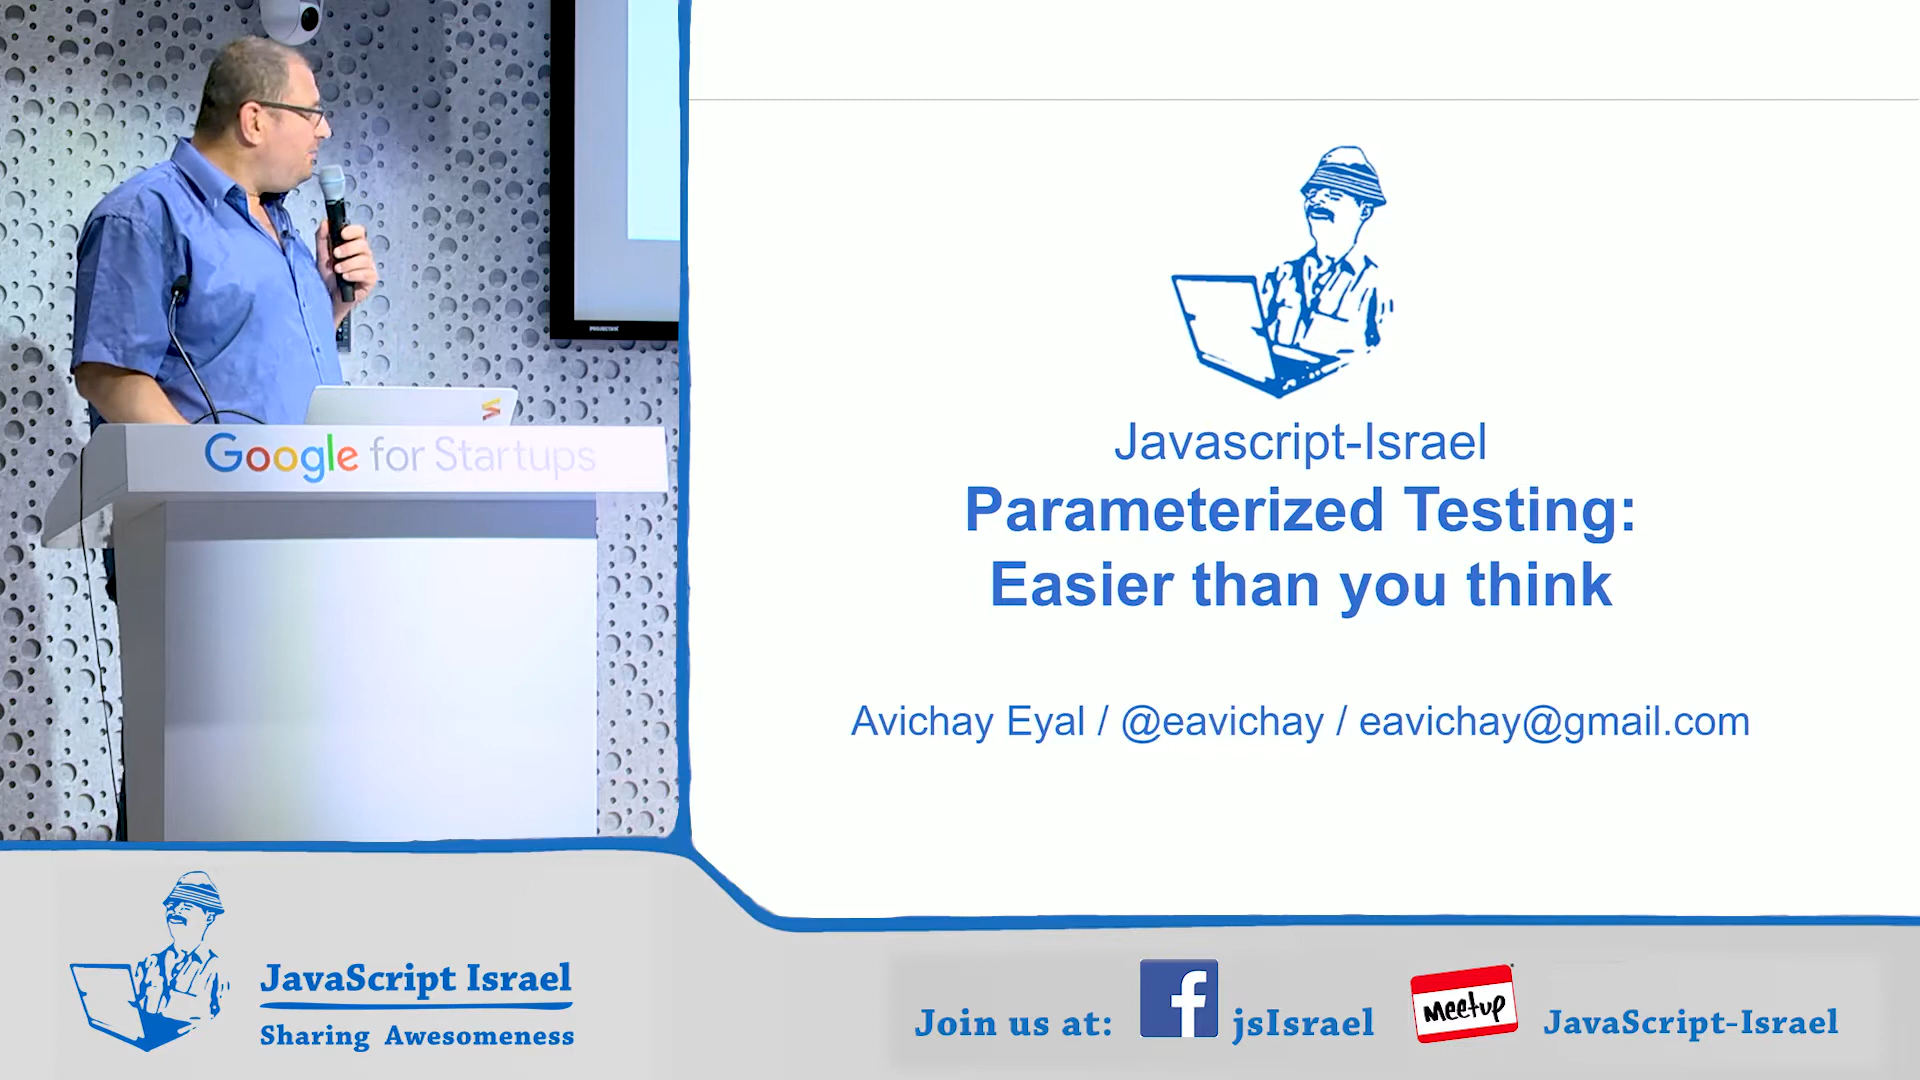 Google for Startups
Javascript-Israel
Parameterized Testing:
Easier than you think
Avichay Eyal / @eavichay / eavichay@gmail.com
JavaScript Israel
Sharing Awesomeness
Join us at:
f
jsIsrael
Meetup
JavaScript-Israel